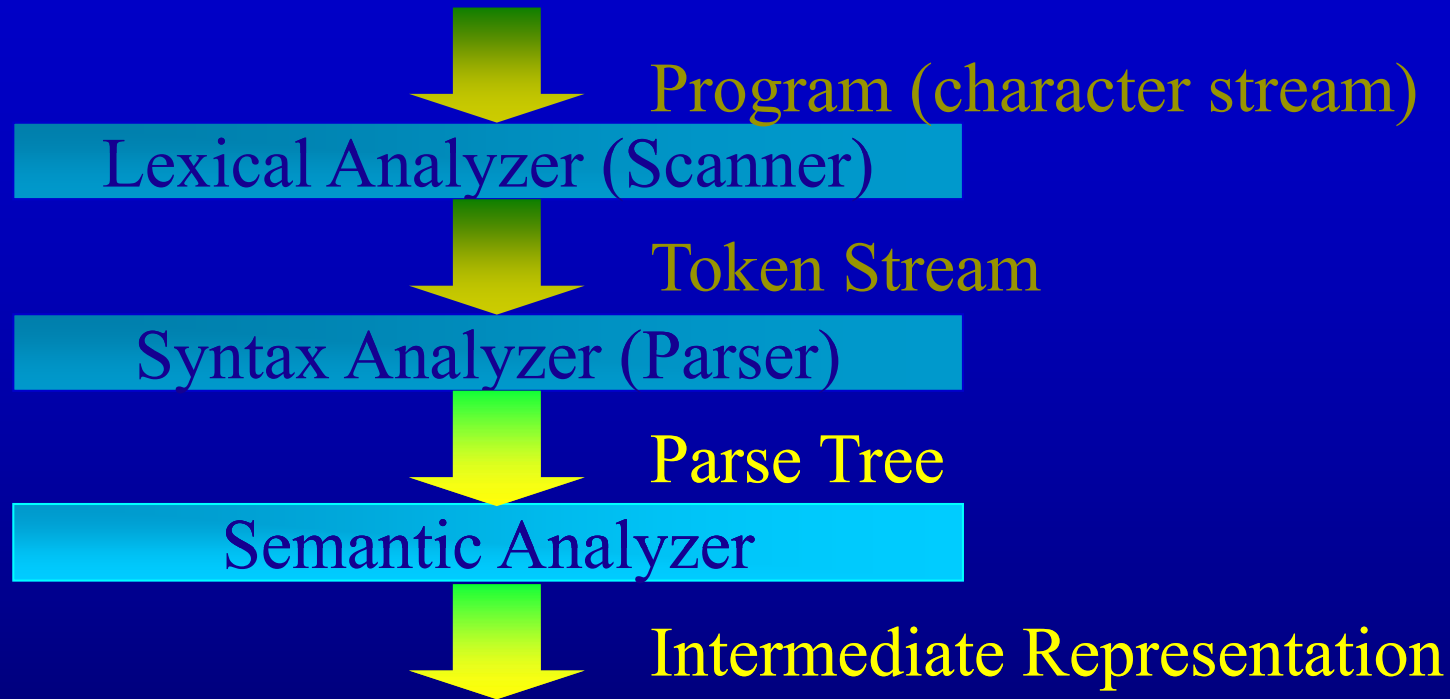 Program (character stream)
Lexical Analyzer (Scanner)
Token Stream
Syntax Analyzer (Parser)
Parse Tree
Semantic Analyzer
Intermediate Representation